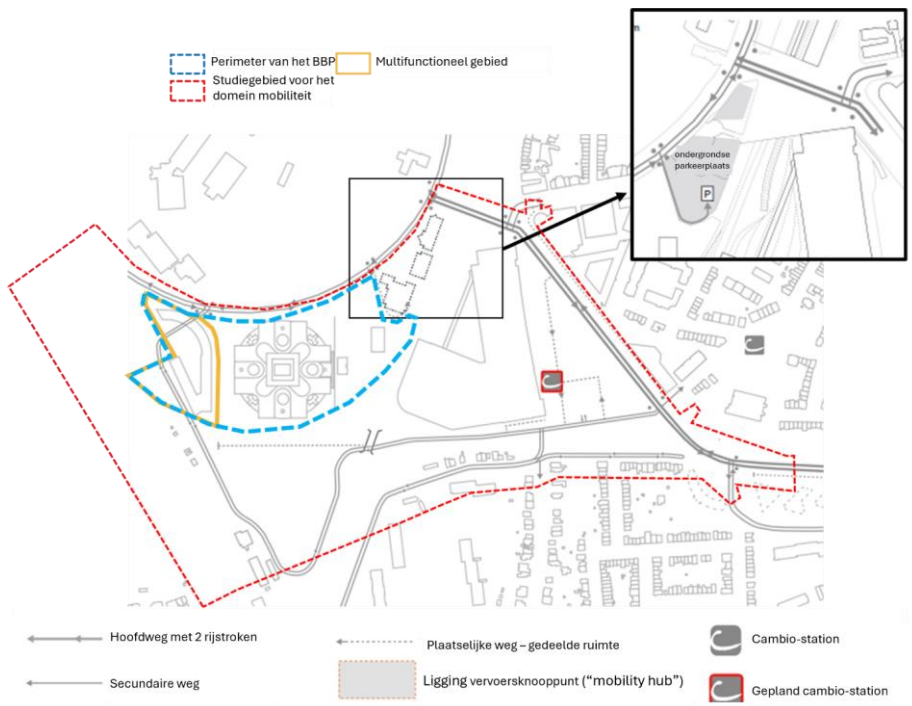 Perimeter van het BBP
Multifunctioneel gebied
Studiegebied voor het
domein mobiliteit
ondergrondse
parkeerplaats
P
Hoofdweg met 2 rijstroken
Plaatselijke weg – gedeelde ruimte
Cambio-station
Secundaire weg
Ligging vervoersknooppunt (“mobility hub”)
Gepland cambio-station